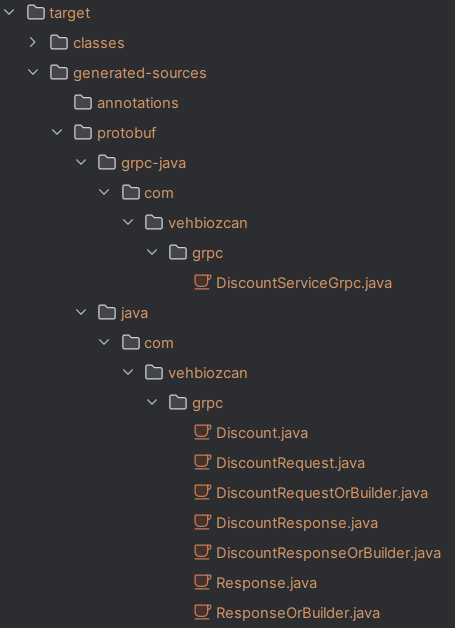 target
classes
generated-sources
annotations
protobuf
grpc-java
com
vehbiozcan
grpc
DiscountServiceGrpc.java
java
com
vehbiozcan
grpc
Discount.java
DiscountRequest.java
DiscountRequestOrBuilder.java
DiscountResponse.java
DiscountResponseOrBuilder.java
Response.java
ResponseOrBuilder.java